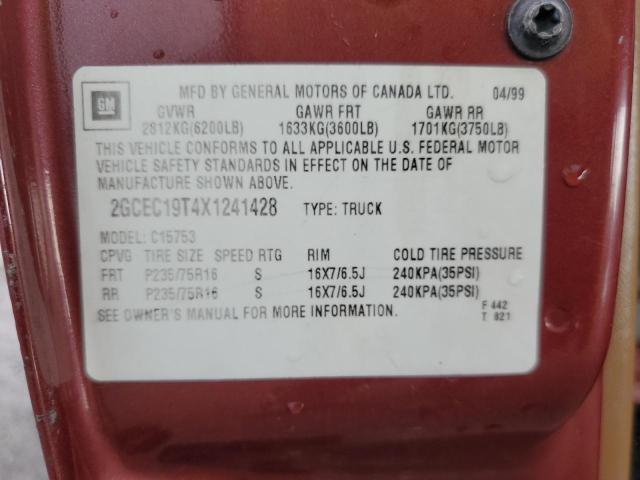 MFD BY GENERAL MOTORS OF CANADA LTD. 04/99
GM
GVWR GAWR FRT GAWR RR
2812KG(6200LB) 1633KG(3600LB) 1701KG(3750LB)
THIS VEHICLE CONFORMS TO ALL APPLICABLE U.S. FEDERAL MOTOR
VEHICLE SAFETY STANDARDS IN EFFECT ON THE DATE OF
MANUFACTURE SHOWN ABOVE.
2GCEC19T4X1241428 TYPE: TRUCK
MODEL: C15753
CPVG TIRE SIZE SPEED RTG RIM COLD TIRE PRESSURE
FRT P235/75R16 S 16X7/6.5J 240KPA(35PSI)
RR P235/75R16 S 16X7/6.5J 240KPA(35PSI)
SEE OWNER'S MANUAL FOR MORE INFORMATION. F 442
T 821